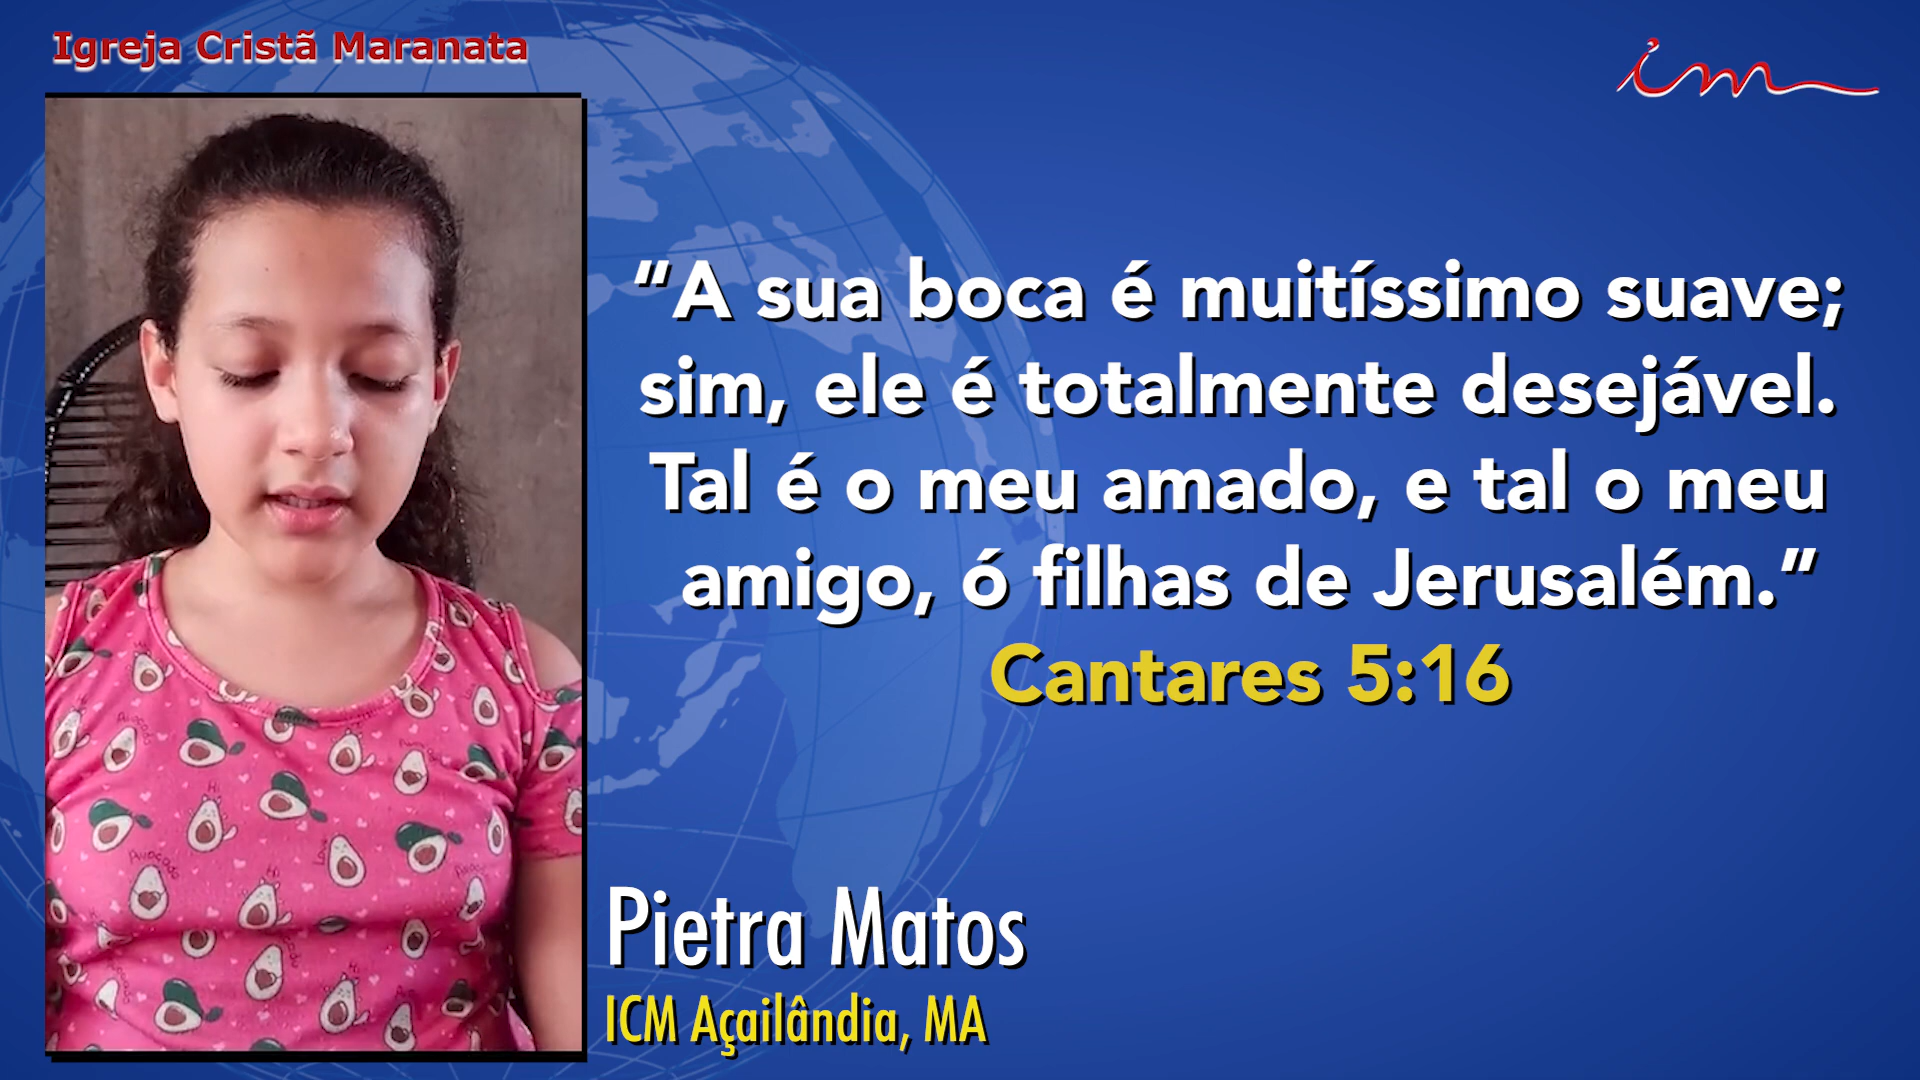 Igreja Cristã Maranata
im
“A sua boca é muitíssimo suave;
sim, ele é totalmente desejável.
Tal é o meu amado, e tal o meu
amigo, ó filhas de Jerusalém.”
Cantares 5:16
Pietra Matos
ICM Açailândia, MA